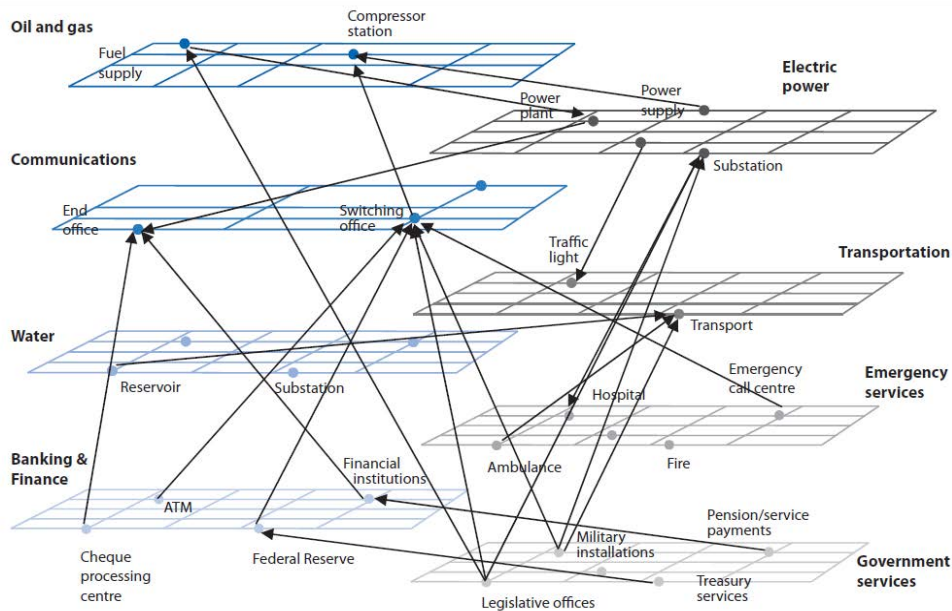 Oil and gas
Compressor
station
Fuel
supply
Electric
power
Power
plant
Power
supply
Substation
Communications
End
office
Switching
office
Traffic
light
Transportation
Transport
Water
Reservoir
Substation
Emergency
call centre
Emergency
services
Hospital
Ambulance
Fire
Banking &
Finance
Financial
institutions
ATM
Cheque
processing
centre
Federal Reserve
Military
installations
Pension/service
payments
Government
services
Legislative offices
Treasury
services